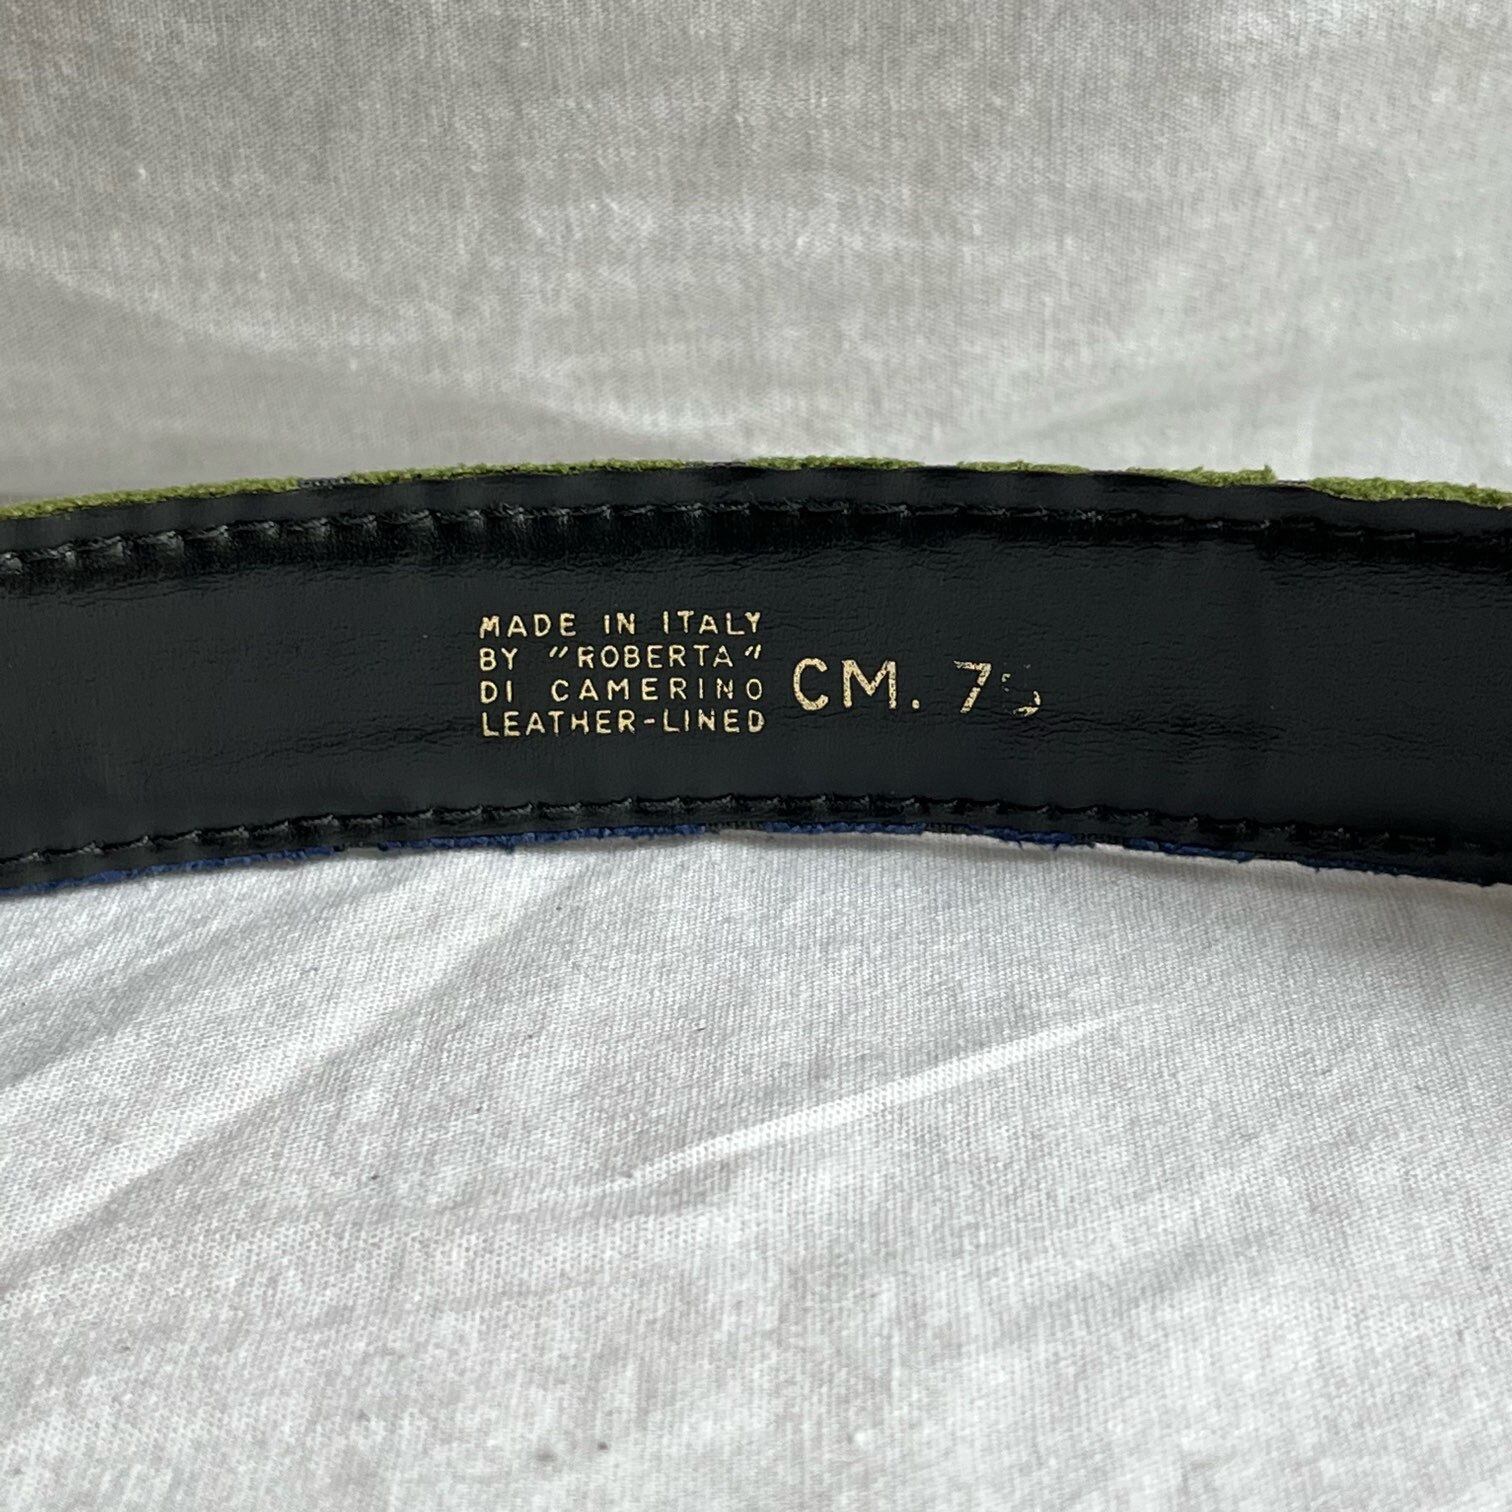 MADE IN ITALY
BY "ROBERTA"
DI CAMERINO
LEATHER-LINED
CM.